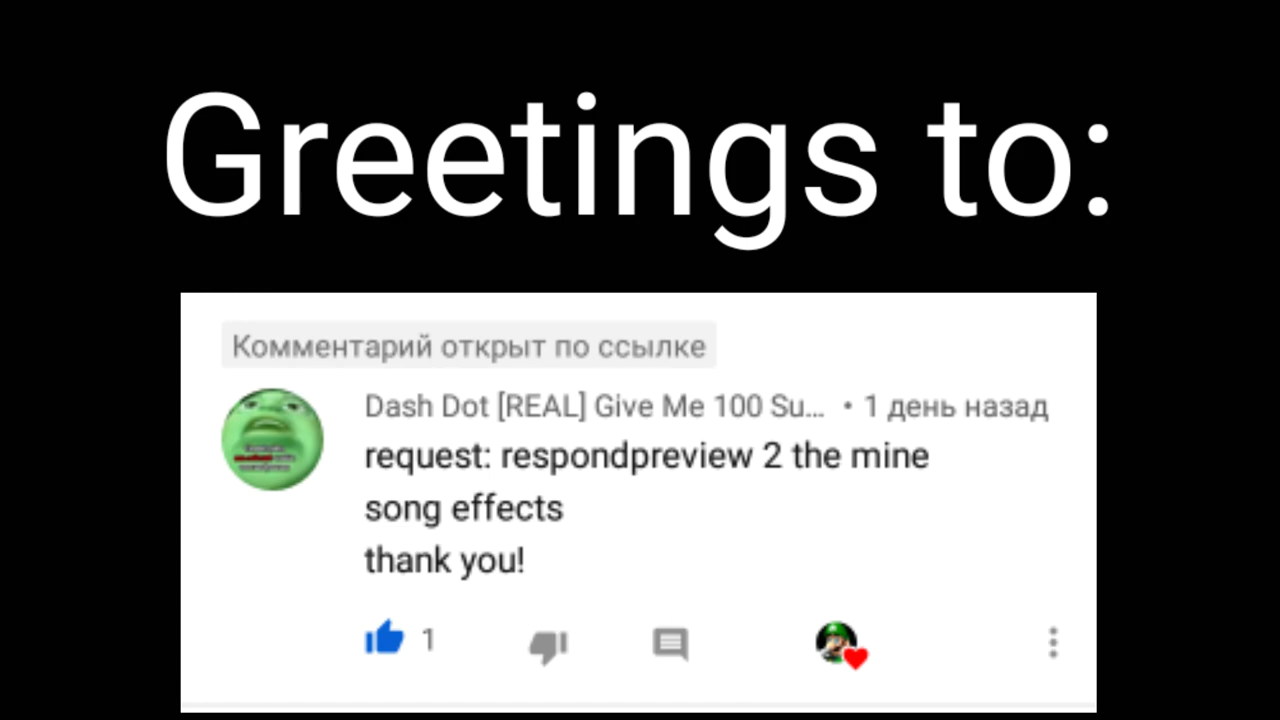 Greetings to:
Комментарий открыт по ссылке
Dash Dot [REAL] Give Me 100 Su... • 1 день назад
request: respondpreview 2 the mine
song effects
thank you!
1